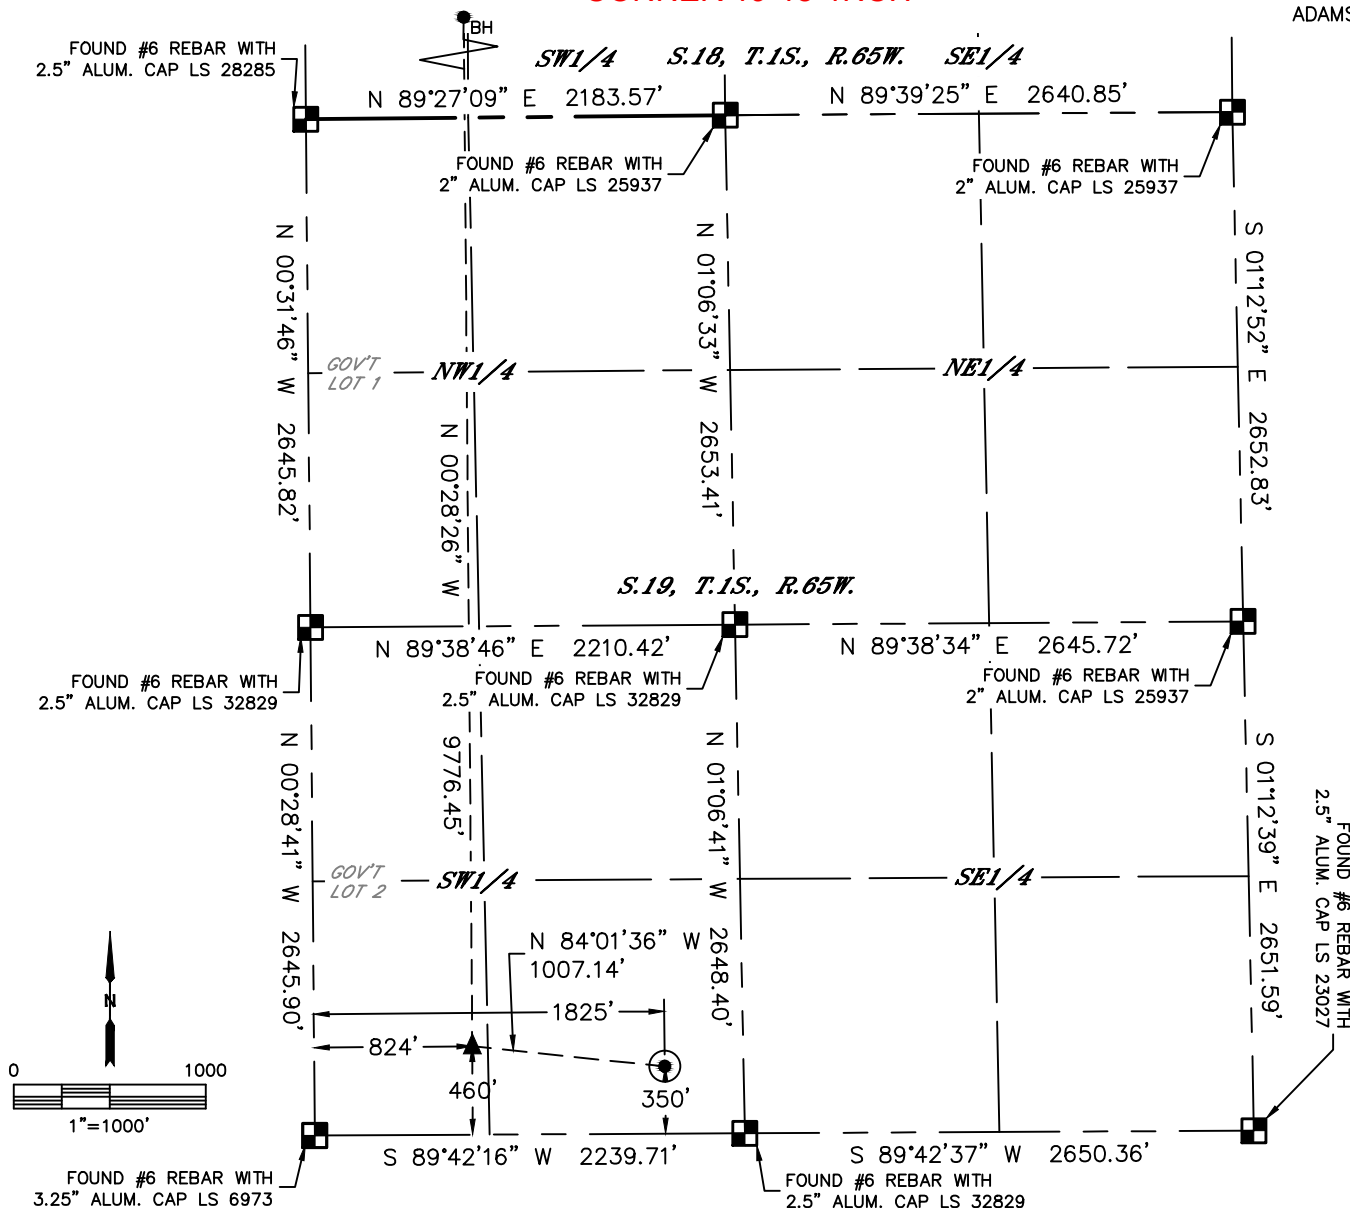 ADAMS
BH
FOUND #6 REBAR WITH
2.5" ALUM. CAP LS 28285
SW1/4 S.18, T.1S., R.65W. SE1/4
N 89°27'09" E 2183.57'
N 89°39'25" E 2640.85'
FOUND #6 REBAR WITH
2" ALUM. CAP LS 25937
FOUND #6 REBAR WITH
2" ALUM. CAP LS 25937
N 00°31'46" W 2645.82'
N 01°06'33" W 2653.41'
S 01°12'52" E 2652.83'
GOV'T
LOT 1
NW1/4
NE1/4
N 00°28'26" W 9776.45'
S.19, T.1S., R.65W.
N 89°38'46" E 2210.42'
N 89°38'34" E 2645.72'
FOUND #6 REBAR WITH
2.5" ALUM. CAP LS 32829
FOUND #6 REBAR WITH
2.5" ALUM. CAP LS 32829
FOUND #6 REBAR WITH
2" ALUM. CAP LS 25937
N 00°28'41" W 2645.90'
N 01°06'41" W 2648.40'
S 01°12'39" E 2651.59'
FOUND #6 REBAR WITH
2.5" ALUM. CAP LS 23027
GOV'T
LOT 2
SW1/4
SE1/4
N 84°01'36" W
1007.14'
1825'
824'
460'
350'
N
0 1000
1"=1000'
S 89°42'16" W 2239.71'
S 89°42'37" W 2650.36'
FOUND #6 REBAR WITH
3.25" ALUM. CAP LS 6973
FOUND #6 REBAR WITH
2.5" ALUM. CAP LS 32829